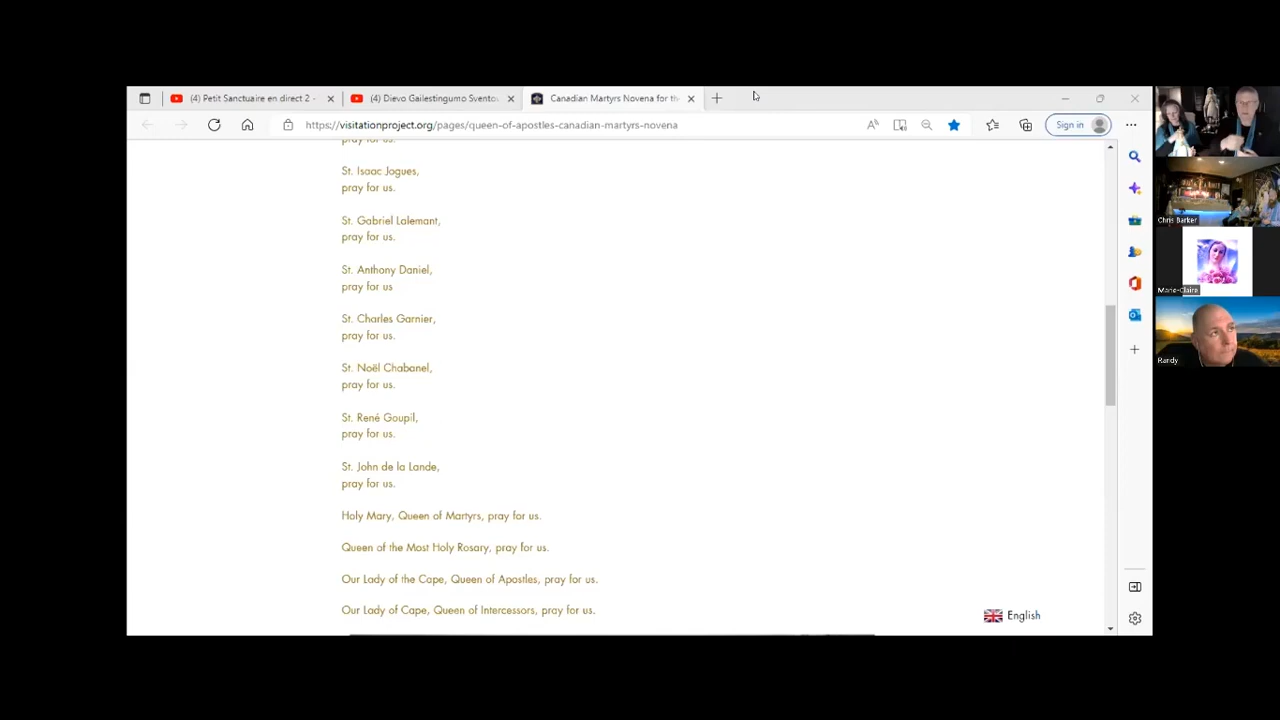 (4) Petit Sanctuaire en direct 2 -
(4) Dievo Gailestingumo Svento
Canadian Martyrs Novena for th
https://visitationproject.org/pages/queen-of-apostles-canadian-martyrs-novena
Sign in
pray for us.
St. Isaac Jogues,
pray for us.
St. Gabriel Lalemant,
pray for us.
St. Anthony Daniel,
pray for us
St. Charles Garnier,
pray for us.
St. Noël Chabanel,
pray for us.
St. René Goupil,
pray for us.
St. John de la Lande,
pray for us.
Holy Mary, Queen of Martyrs, pray for us.
Queen of the Most Holy Rosary, pray for us.
Our Lady of the Cape, Queen of Apostles, pray for us.
Our Lady of Cape, Queen of Intercessors, pray for us.
English
Chris Barker
Marie-Claire
Randy